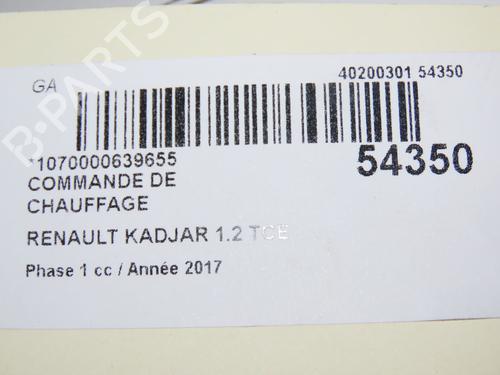 GA
40200301 54350
*1070000639655
54350
COMMANDE DE
CHAUFFAGE
RENAULT KADJAR 1.2 TCE
Phase 1 cc / Année 2017
B-PARTS